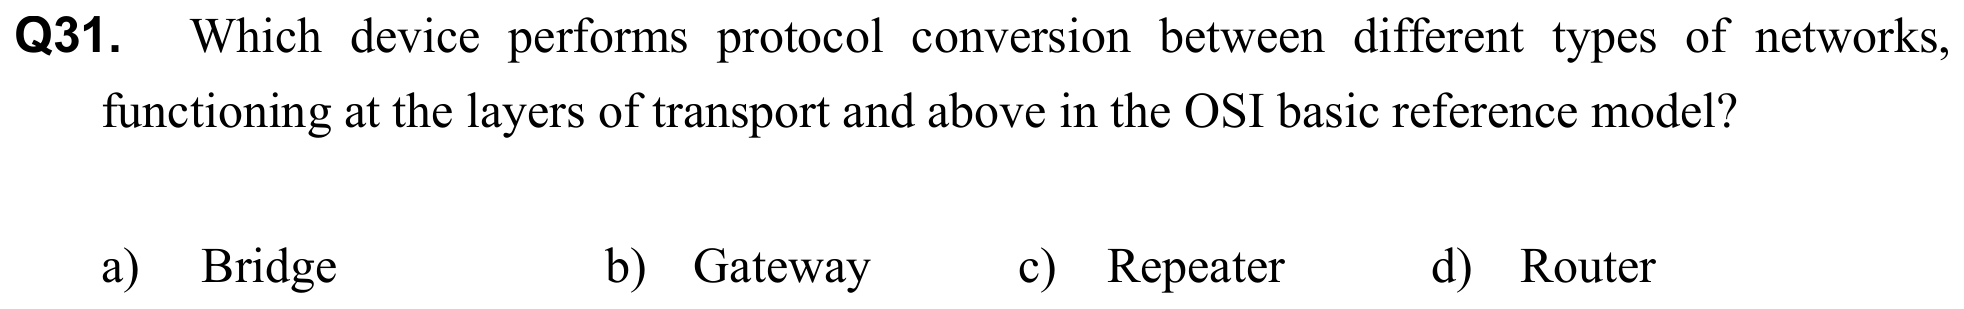 Q31. Which device performs protocol conversion between different types of networks,
functioning at the layers of transport and above in the OSI basic reference model?
a) Bridge b) Gateway c) Repeater d) Router